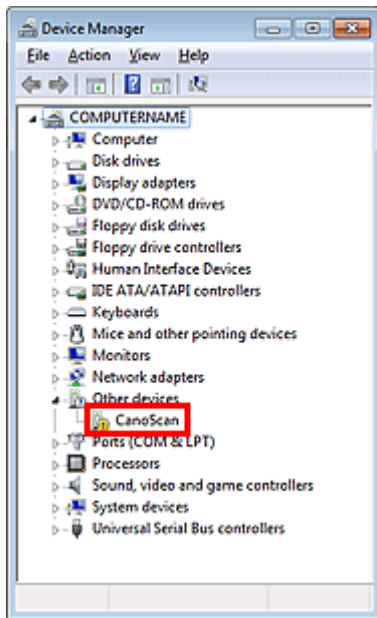 Device Manager
File Action View Help
COMPUTERNAME
Computer
Disk drives
Display adapters
DVD/CD-ROM drives
Floppy disk drives
Floppy drive controllers
Human Interface Devices
IDE ATA/ATAPI controllers
Keyboards
Mice and other pointing devices
Monitors
Network adapters
Other devices
CanoScan
Ports (COM & LPT)
Processors
Sound, video and game controllers
System devices
Universal Serial Bus controllers